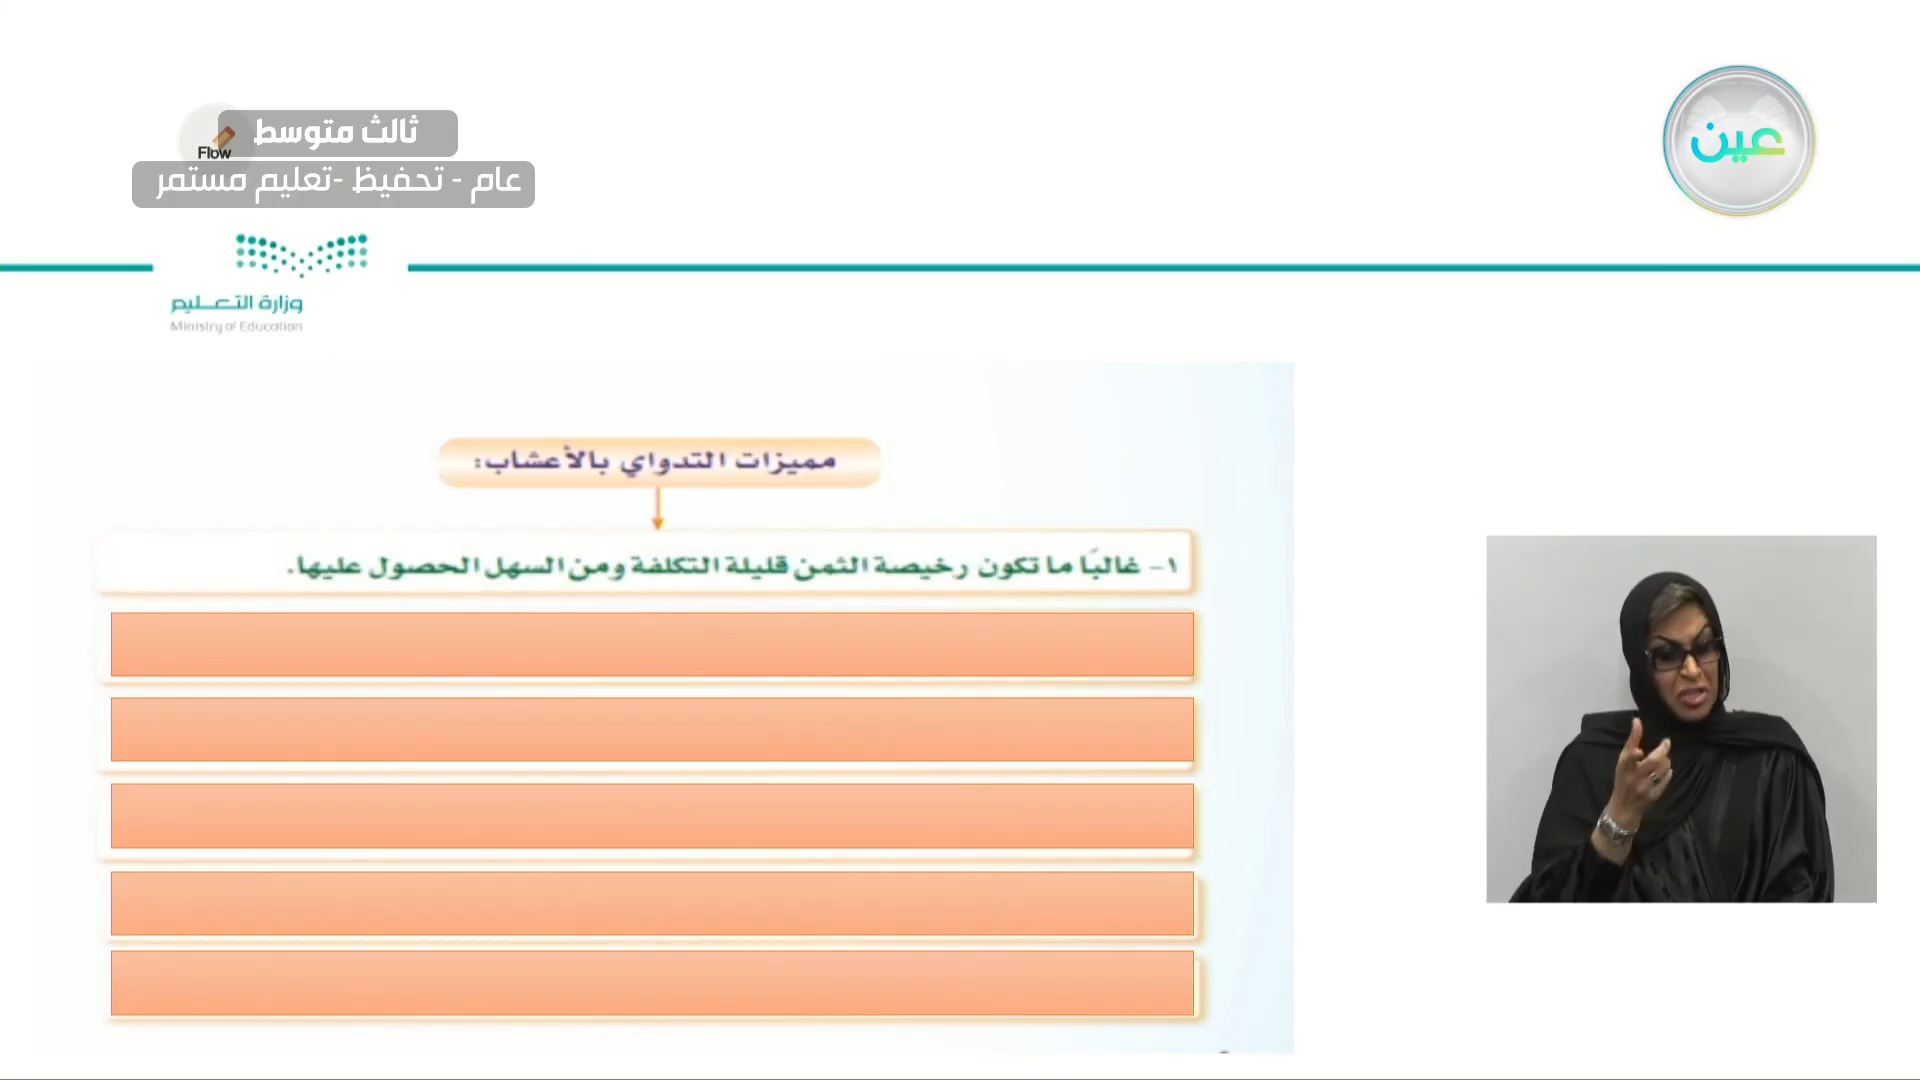 ثالث متوسط
Flow
عام - تحفيظ -تعليم مستمر
عين
وزارة التعليم
Ministry of Education
مميزات التدواي بالأعشاب:
١- غالبًا ما تكون رخيصة الثمن قليلة التكلفة ومن السهل الحصول عليها.